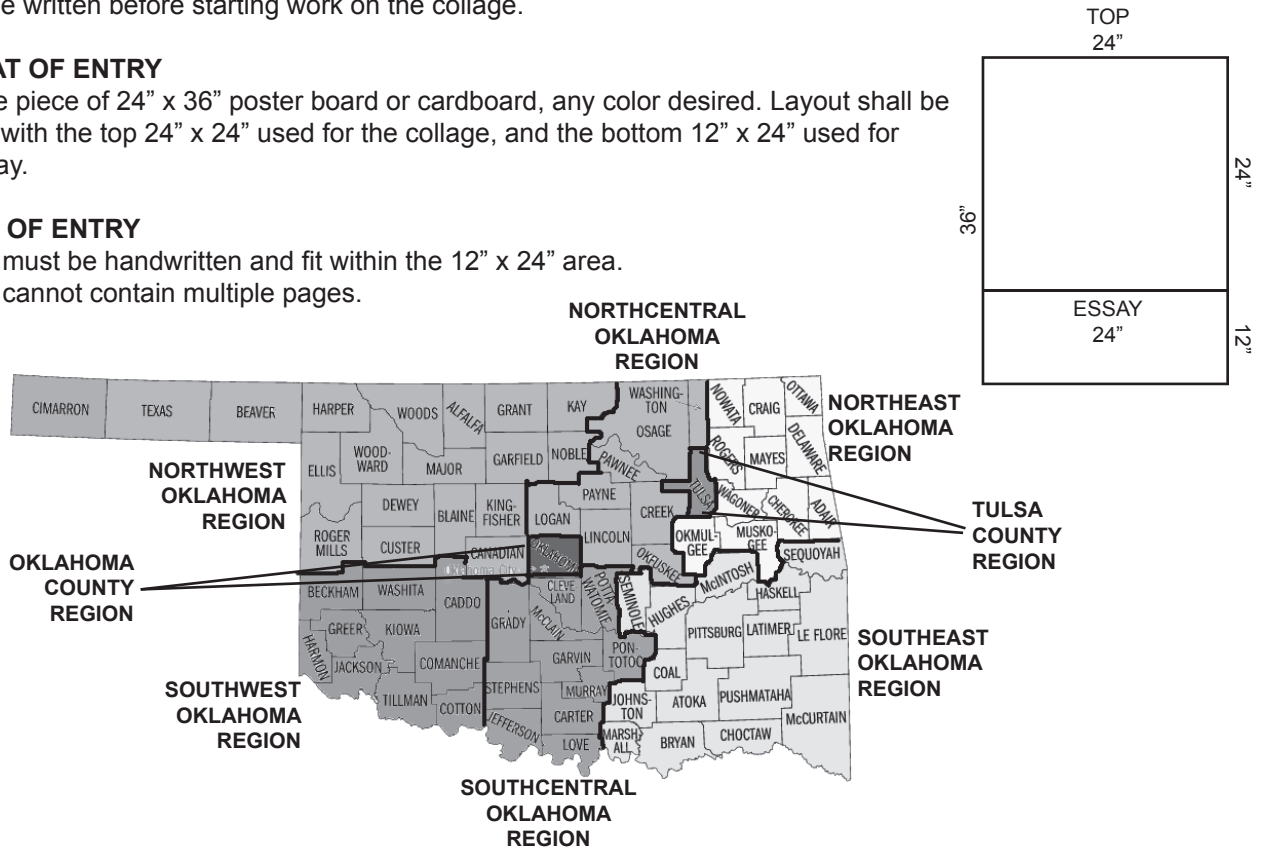 e written before starting work on the collage.
AT OF ENTRY
e piece of 24” x 36” poster board or cardboard, any color desired. Layout shall be
with the top 24” x 24” used for the collage, and the bottom 12” x 24” used for
ay.
OF ENTRY
must be handwritten and fit within the 12” x 24” area.
cannot contain multiple pages.
TOP
24”
24”
36”
ESSAY
24”
12”
NORTHCENTRAL
OKLAHOMA
REGION
NORTHEAST
OKLAHOMA
REGION
NORTHWEST
OKLAHOMA
REGION
TULSA
COUNTY
REGION
OKLAHOMA
COUNTY
REGION
SOUTHEAST
OKLAHOMA
REGION
SOUTHWEST
OKLAHOMA
REGION
SOUTHCENTRAL
OKLAHOMA
REGION
CIMARRON
TEXAS
BEAVER
HARPER
WOODS
ALFALFA
GRANT
KAY
WASHING-
TON
OSAGE
NOWATA
CRAIG
OTTAWA
ELLIS
WOOD-
WARD
MAJOR
GARFIELD
NOBLE
PAWNEE
ROGERS
MAYES
DELAWARE
DEWEY
BLAINE
KING-
FISHER
LOGAN
PAYNE
CREEK
TULSA
WAGONER
CHEROKEE
ADAIR
ROGER
MILLS
CUSTER
CANADIAN
OKLAHOMA
Oklahoma City
LINCOLN
OKFUSKEE
OKMUL-
GEE
MUSKO-
GEE
SEQUOYAH
BECKHAM
WASHITA
CADDO
GRADY
CLEVE
LAND
McCLAIN
POTTA
WATOMIE
SEMINOLE
HUGHES
McINTOSH
HASKELL
GREER
KIOWA
HARMON
JACKSON
COMANCHE
GARVIN
PON-
TOTOC
PITTSBURG
LATIMER
LE FLORE
TILLMAN
COTTON
STEPHENS
MURRAY
COAL
JEFFERSON
CARTER
JOHNS-
TON
ATOKA
PUSHMATAHA
McCURTAIN
LOVE
MARSH-
ALL
BRYAN
CHOCTAW